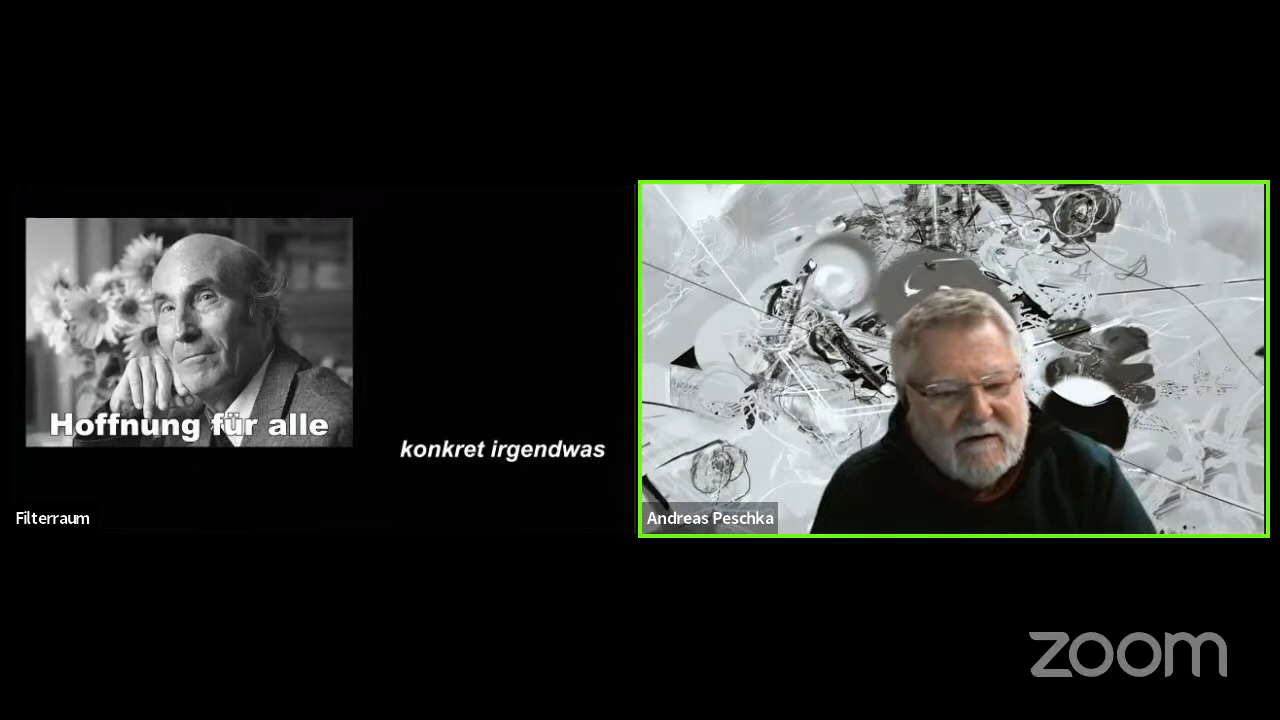 Hoffnung für alle
konkret irgendwas
Filterraum
Andreas Peschka
zoom